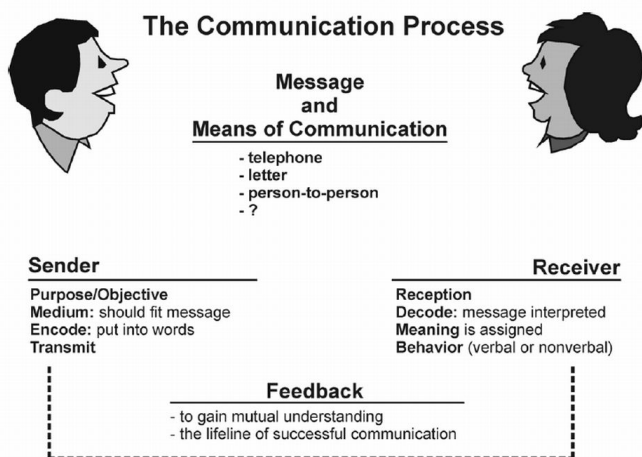 The Communication Process
Message
and
Means of Communication
- telephone
- letter
- person-to-person
- ?
Sender
Purpose/Objective
Medium: should fit message
Encode: put into words
Transmit
Receiver
Reception
Decode: message interpreted
Meaning is assigned
Behavior (verbal or nonverbal)
Feedback
- to gain mutual understanding
- the lifeline of successful communication